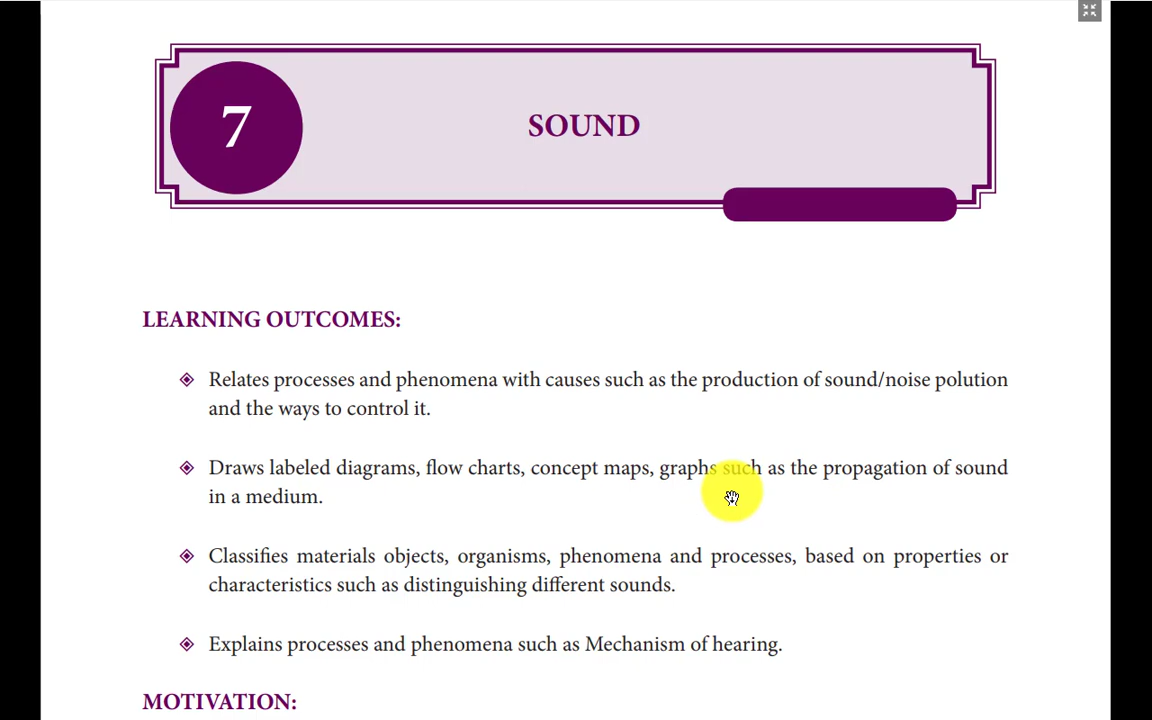 7
SOUND
LEARNING OUTCOMES:
Relates processes and phenomena with causes such as the production of sound/noise polution
and the ways to control it.
Draws labeled diagrams, flow charts, concept maps, graphs such as the propagation of sound
in a medium.
Classifies materials objects, organisms, phenomena and processes, based on properties or
characteristics such as distinguishing different sounds.
Explains processes and phenomena such as Mechanism of hearing.
MOTIVATION: